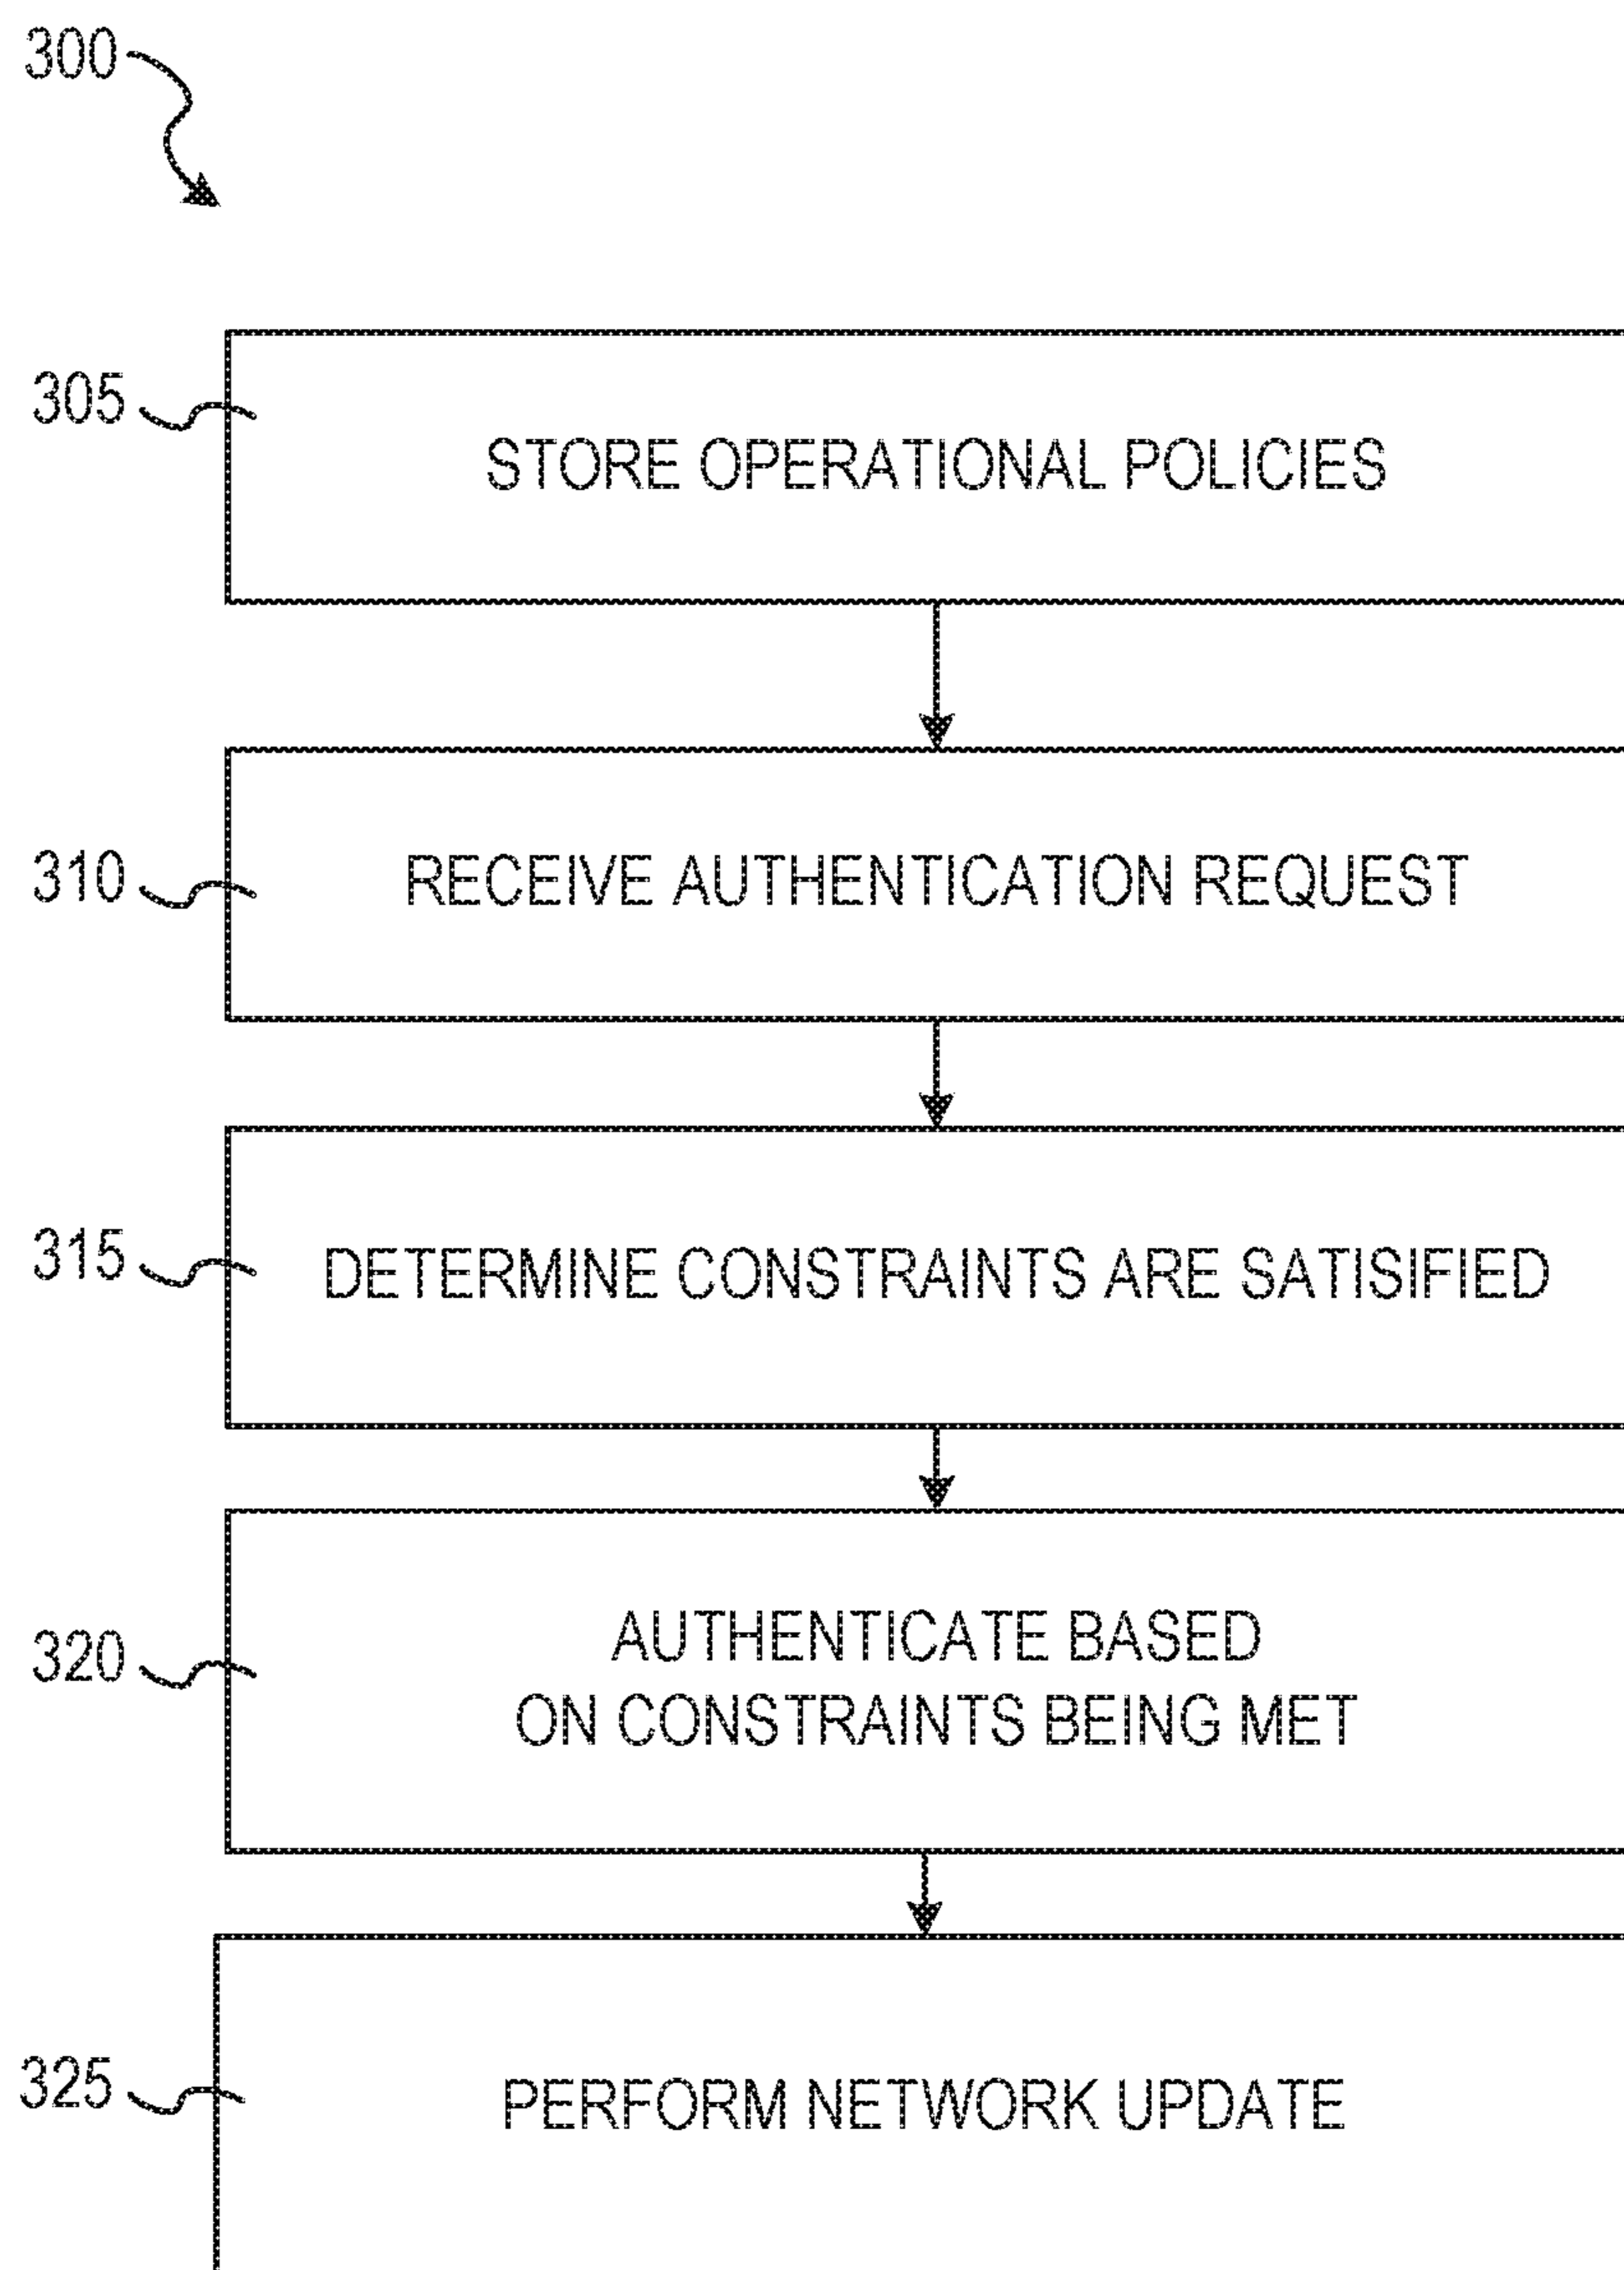 300
305
STORE OPERATIONAL POLICIES
310
RECEIVE AUTHENTICATION REQUEST
315
DETERMINE CONSTRAINTS ARE SATISIFIED
320
AUTHENTICATE BASED
ON CONSTRAINTS BEING MET
325
PERFORM NETWORK UPDATE